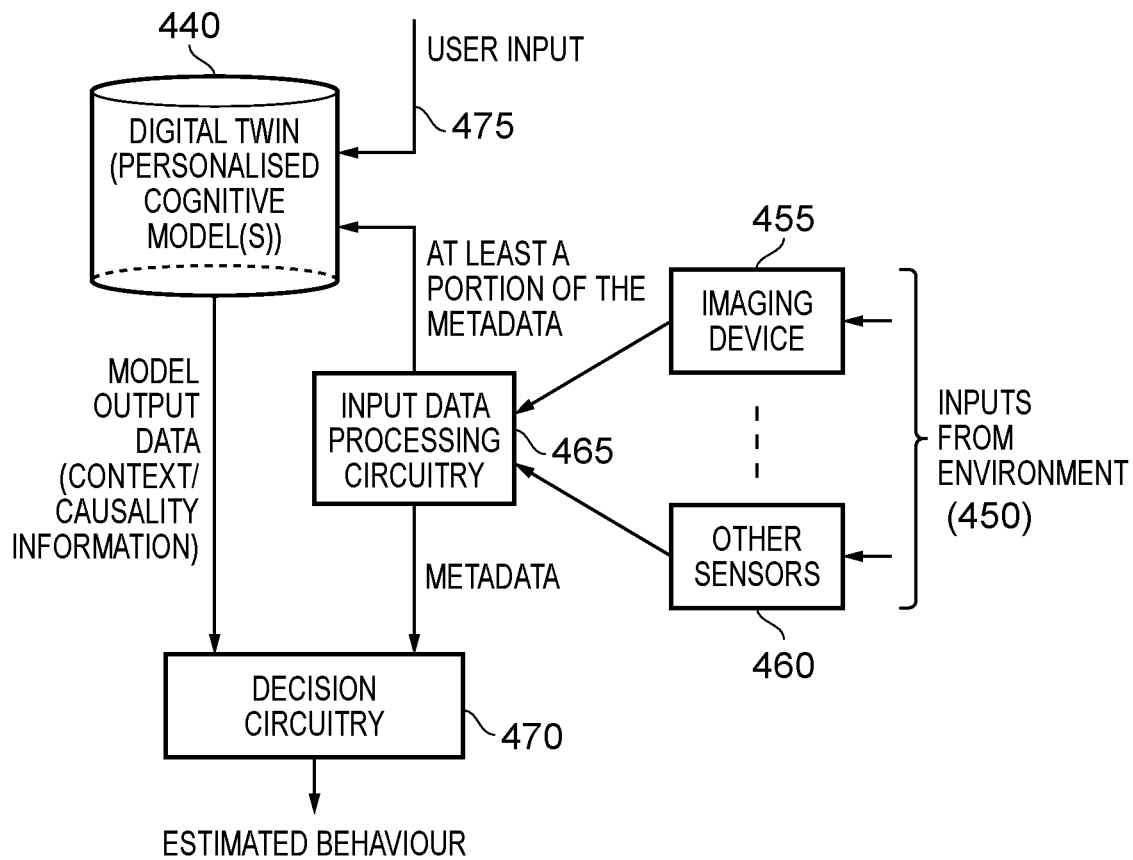 440
USER INPUT
475
DIGITAL TWIN
(PERSONALISED
COGNITIVE
MODEL(S))
AT LEAST A
PORTION OF THE
METADATA
455
IMAGING
DEVICE
MODEL
OUTPUT
DATA
(CONTEXT/
CAUSALITY
INFORMATION)
INPUT DATA
PROCESSING
CIRCUITRY
465
INPUTS
FROM
ENVIRONMENT
(450)
OTHER
SENSORS
460
METADATA
DECISION
CIRCUITRY
470
ESTIMATED BEHAVIOUR